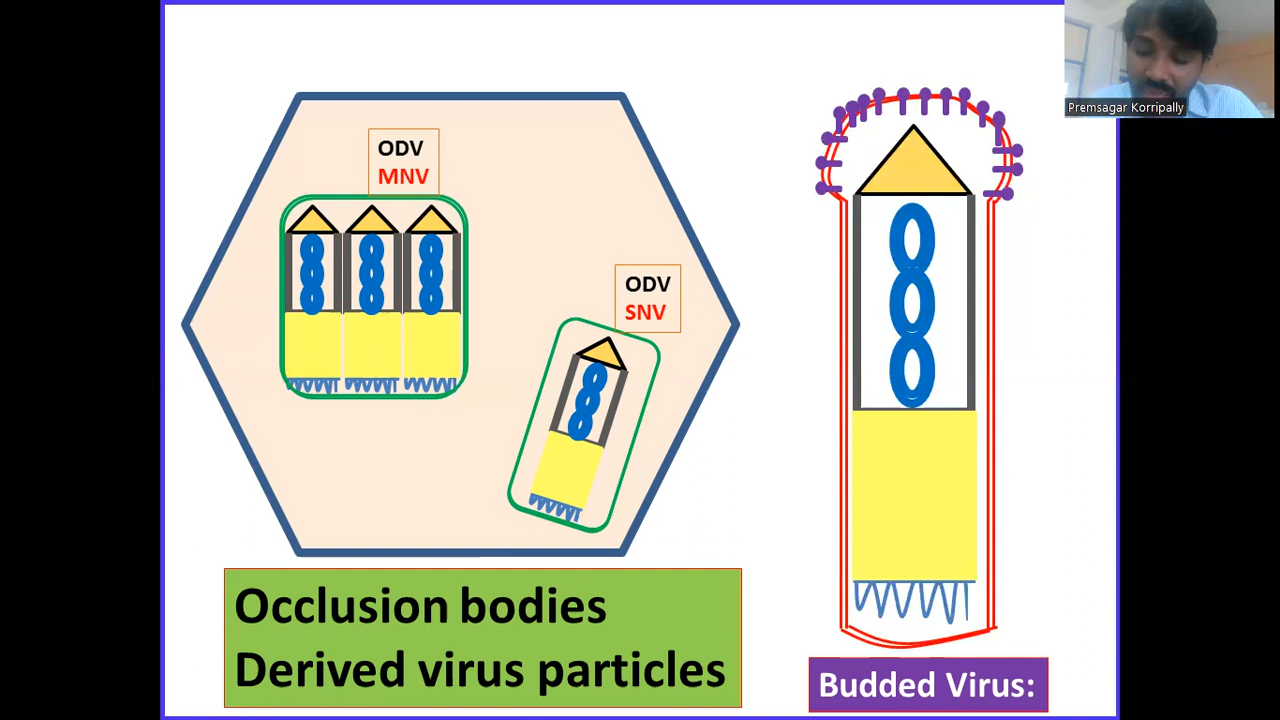 ODV
MNV
ODV
SNV
Occlusion bodies
Derived virus particles
Budded Virus:
Premsagar Korripally